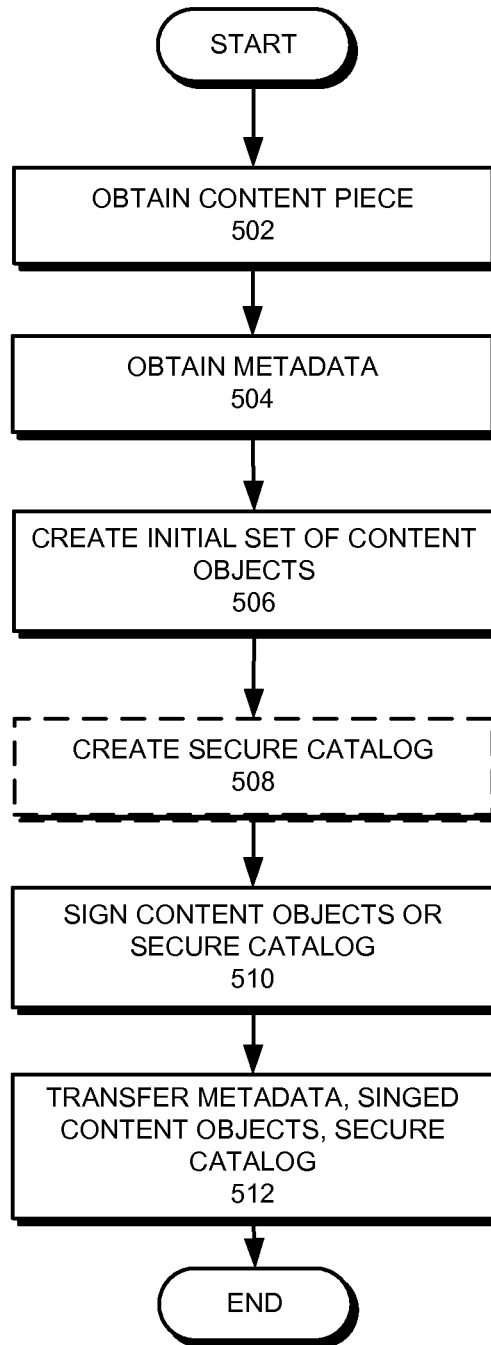 START
OBTAIN CONTENT PIECE
502
OBTAIN METADATA
504
CREATE INITIAL SET OF CONTENT
OBJECTS
506
CREATE SECURE CATALOG
508
SIGN CONTENT OBJECTS OR
SECURE CATALOG
510
TRANSFER METADATA, SINGED
CONTENT OBJECTS, SECURE
CATALOG
512
END